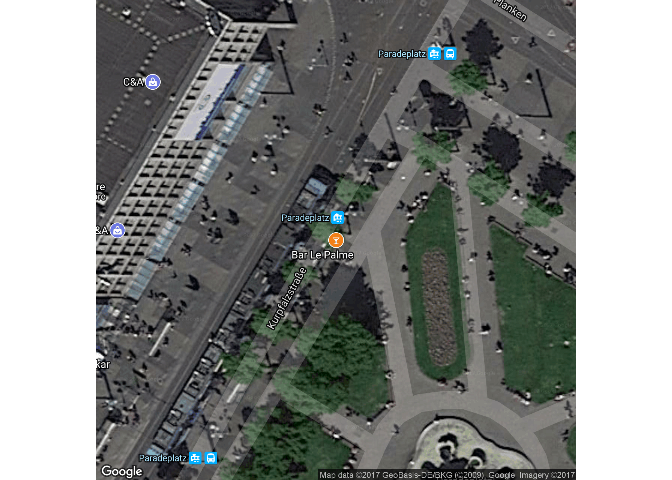 Planken
Paradeplatz
C&A
Paradeplatz
&A
Bar Le Palme
Kurpfalzstraße
Paradeplatz
Google
Map data ©2017 GeoBasis-DE/BKG (©2009), Google Imagery ©2017